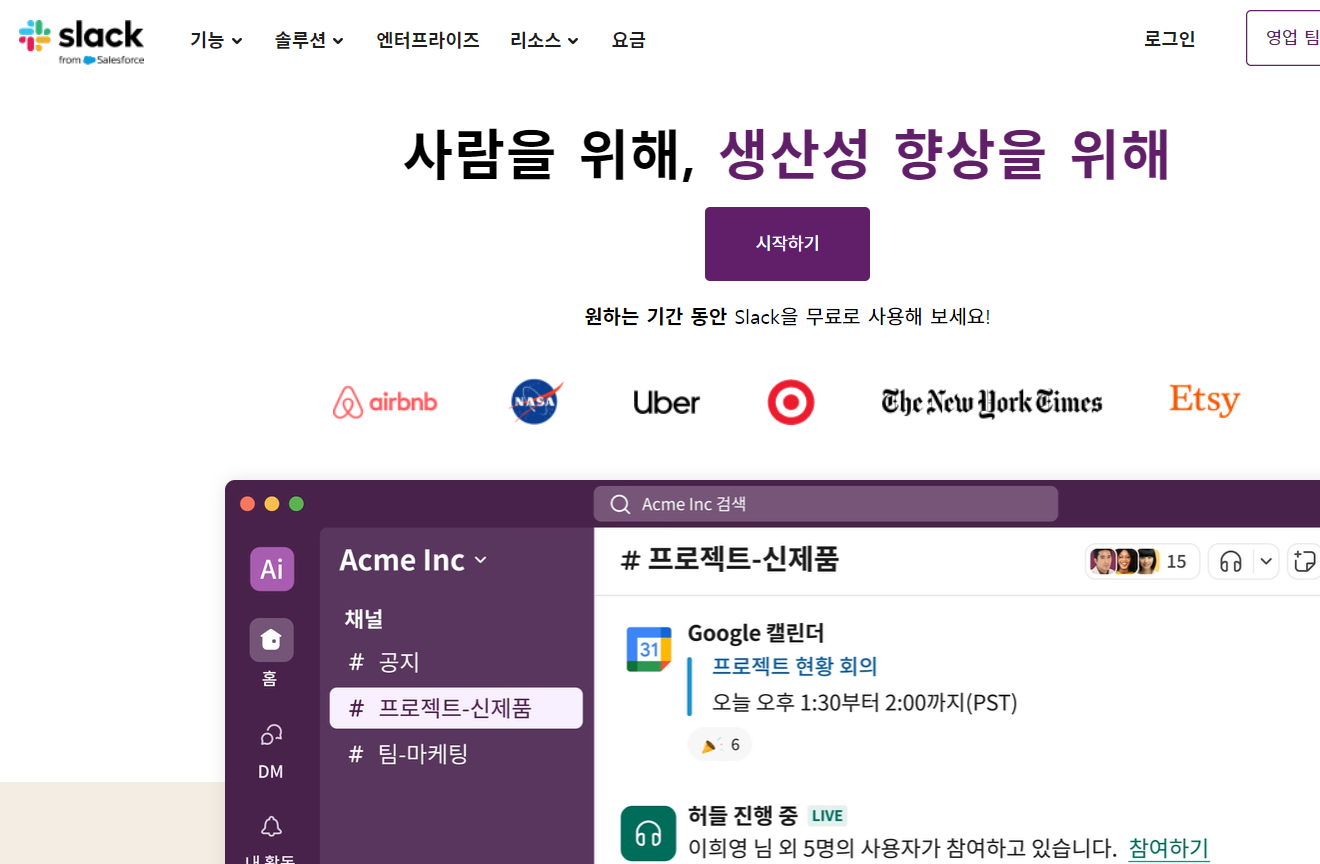 slack
from Salesforce
기능 솔루션 엔터프라이즈 리소스 요금 로그인 영업 팀
사람을 위해, 생산성 향상을 위해
시작하기
원하는 기간 동안 Slack을 무료로 사용해 보세요!
airbnb NASA Uber The New York Times Etsy
Acme Inc 검색
Ai
홈
DM
Acme Inc
채널
# 공지
# 프로젝트-신제품
# 팀-마케팅
# 프로젝트-신제품 15
31
Google 캘린더
프로젝트 현황 회의
오늘 오후 1:30부터 2:00까지(PST)
6
허들 진행 중 LIVE
이희영 님 외 5명의 사용자가 참여하고 있습니다. 참여하기